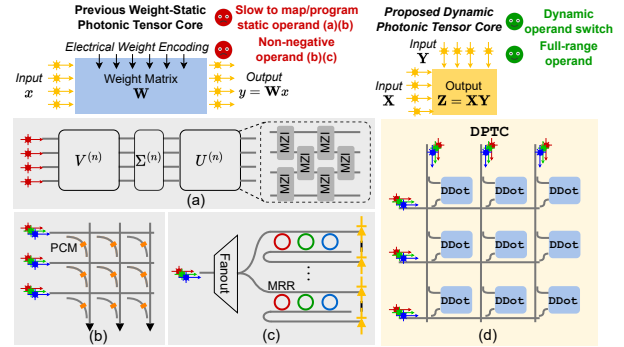 Previous Weight-Static
Photonic Tensor Core
Slow to map/program
static operand (a)(b)
Non-negative
operand (b)(c)
Electrical Weight Encoding
Input
x
Weight Matrix
W
Output
y = Wx
Proposed Dynamic
Photonic Tensor Core
Dynamic
operand switch
Full-range
operand
Input
Y
Input
X
Output
Z = XY
V(n)
Σ(n)
U(n)
MZI
MZI
MZI
MZI
MZI
MZI
(a)
PCM
(b)
Fanout
MRR
...
(c)
DPTC
DDot
DDot
DDot
DDot
DDot
DDot
DDot
DDot
DDot
(d)